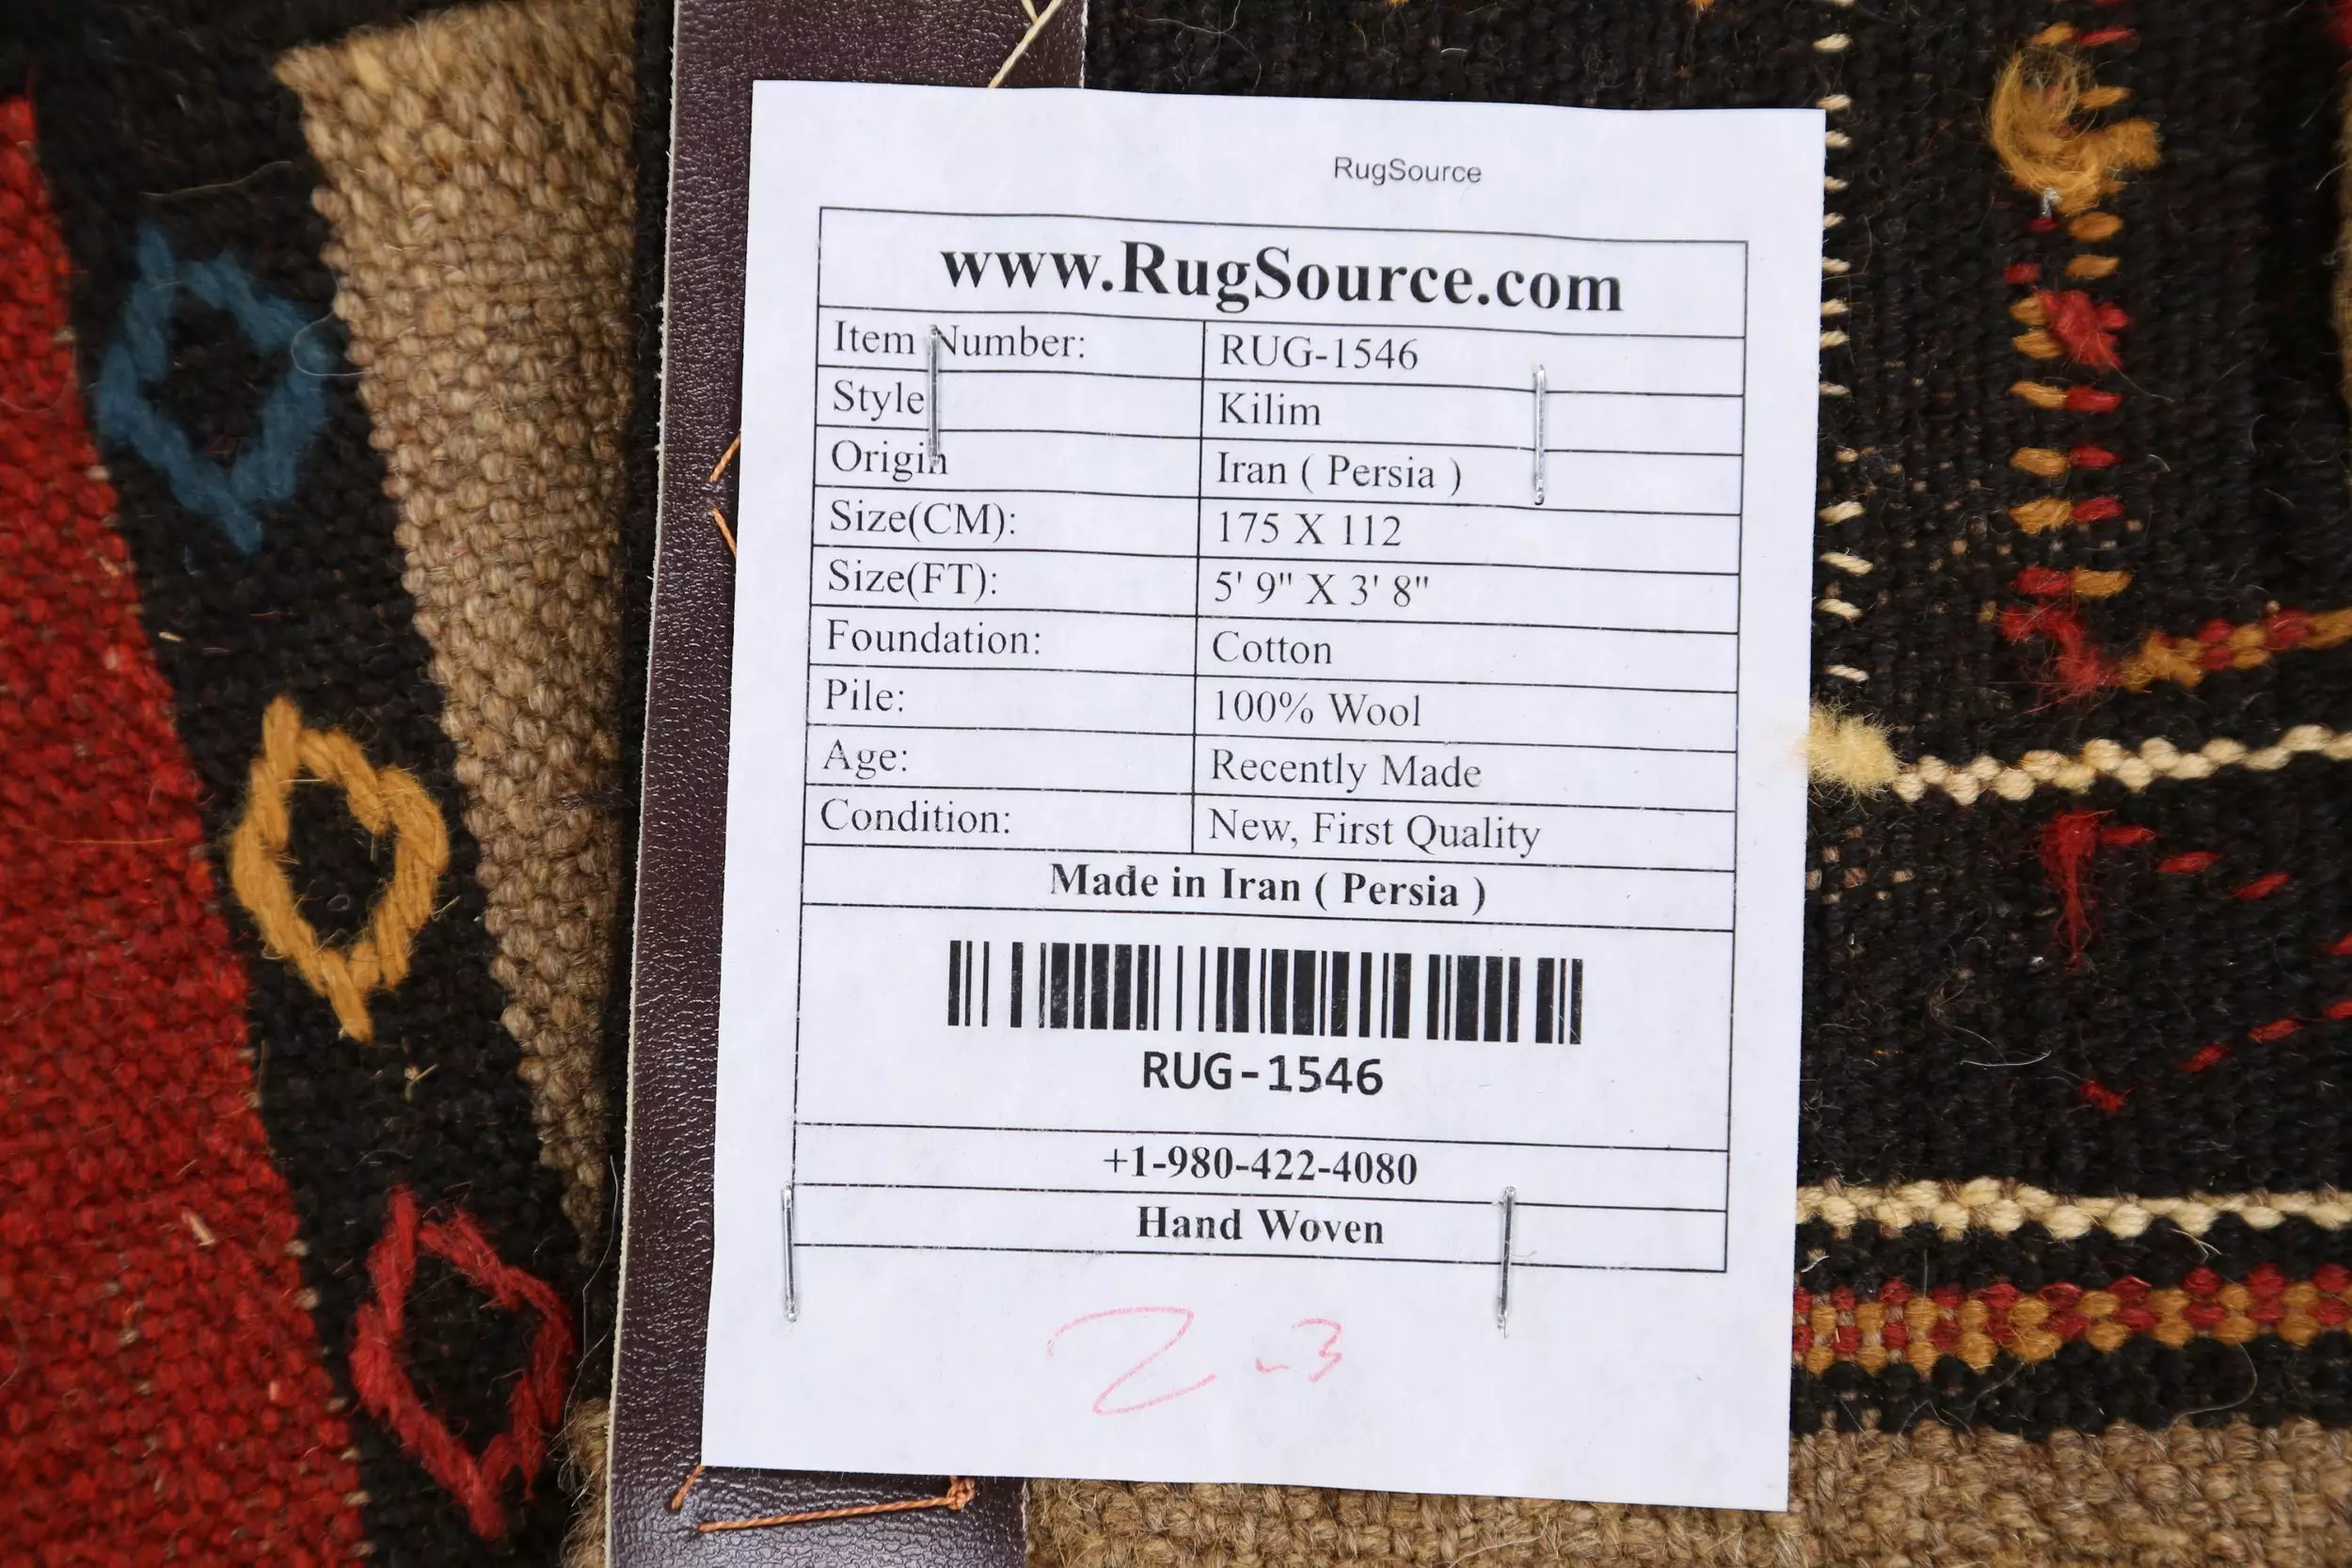 RugSource
www.RugSource.com
Item Number: RUG-1546
Style Kilim
Origin Iran ( Persia )
Size(CM): 175 X 112
Size(FT): 5' 9" X 3' 8"
Foundation: Cotton
Pile: 100% Wool
Age: Recently Made
Condition: New, First Quality
Made in Iran ( Persia )
RUG-1546
+1-980-422-4080
Hand Woven
2-3